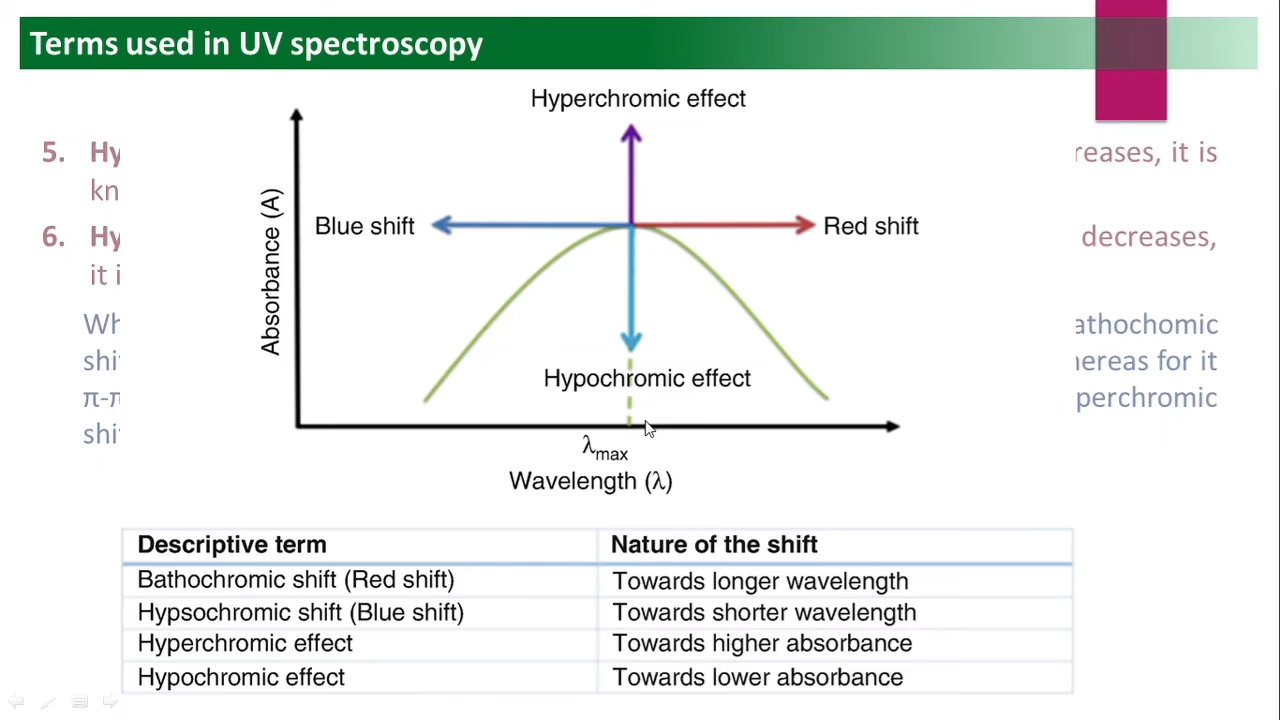 Terms used in UV spectroscopy
Hyperchromic effect
5. Hy reases, it is
kn
Absorbance (A)
Blue shift Red shift
6. Hy decreases,
it i
Wh athochomic
shi hereas for it
Hypochromic effect
π-π perchromic
shi
λmax
Wavelength (λ)
Descriptive term Nature of the shift
Bathochromic shift (Red shift) Towards longer wavelength
Hypsochromic shift (Blue shift) Towards shorter wavelength
Hyperchromic effect Towards higher absorbance
Hypochromic effect Towards lower absorbance